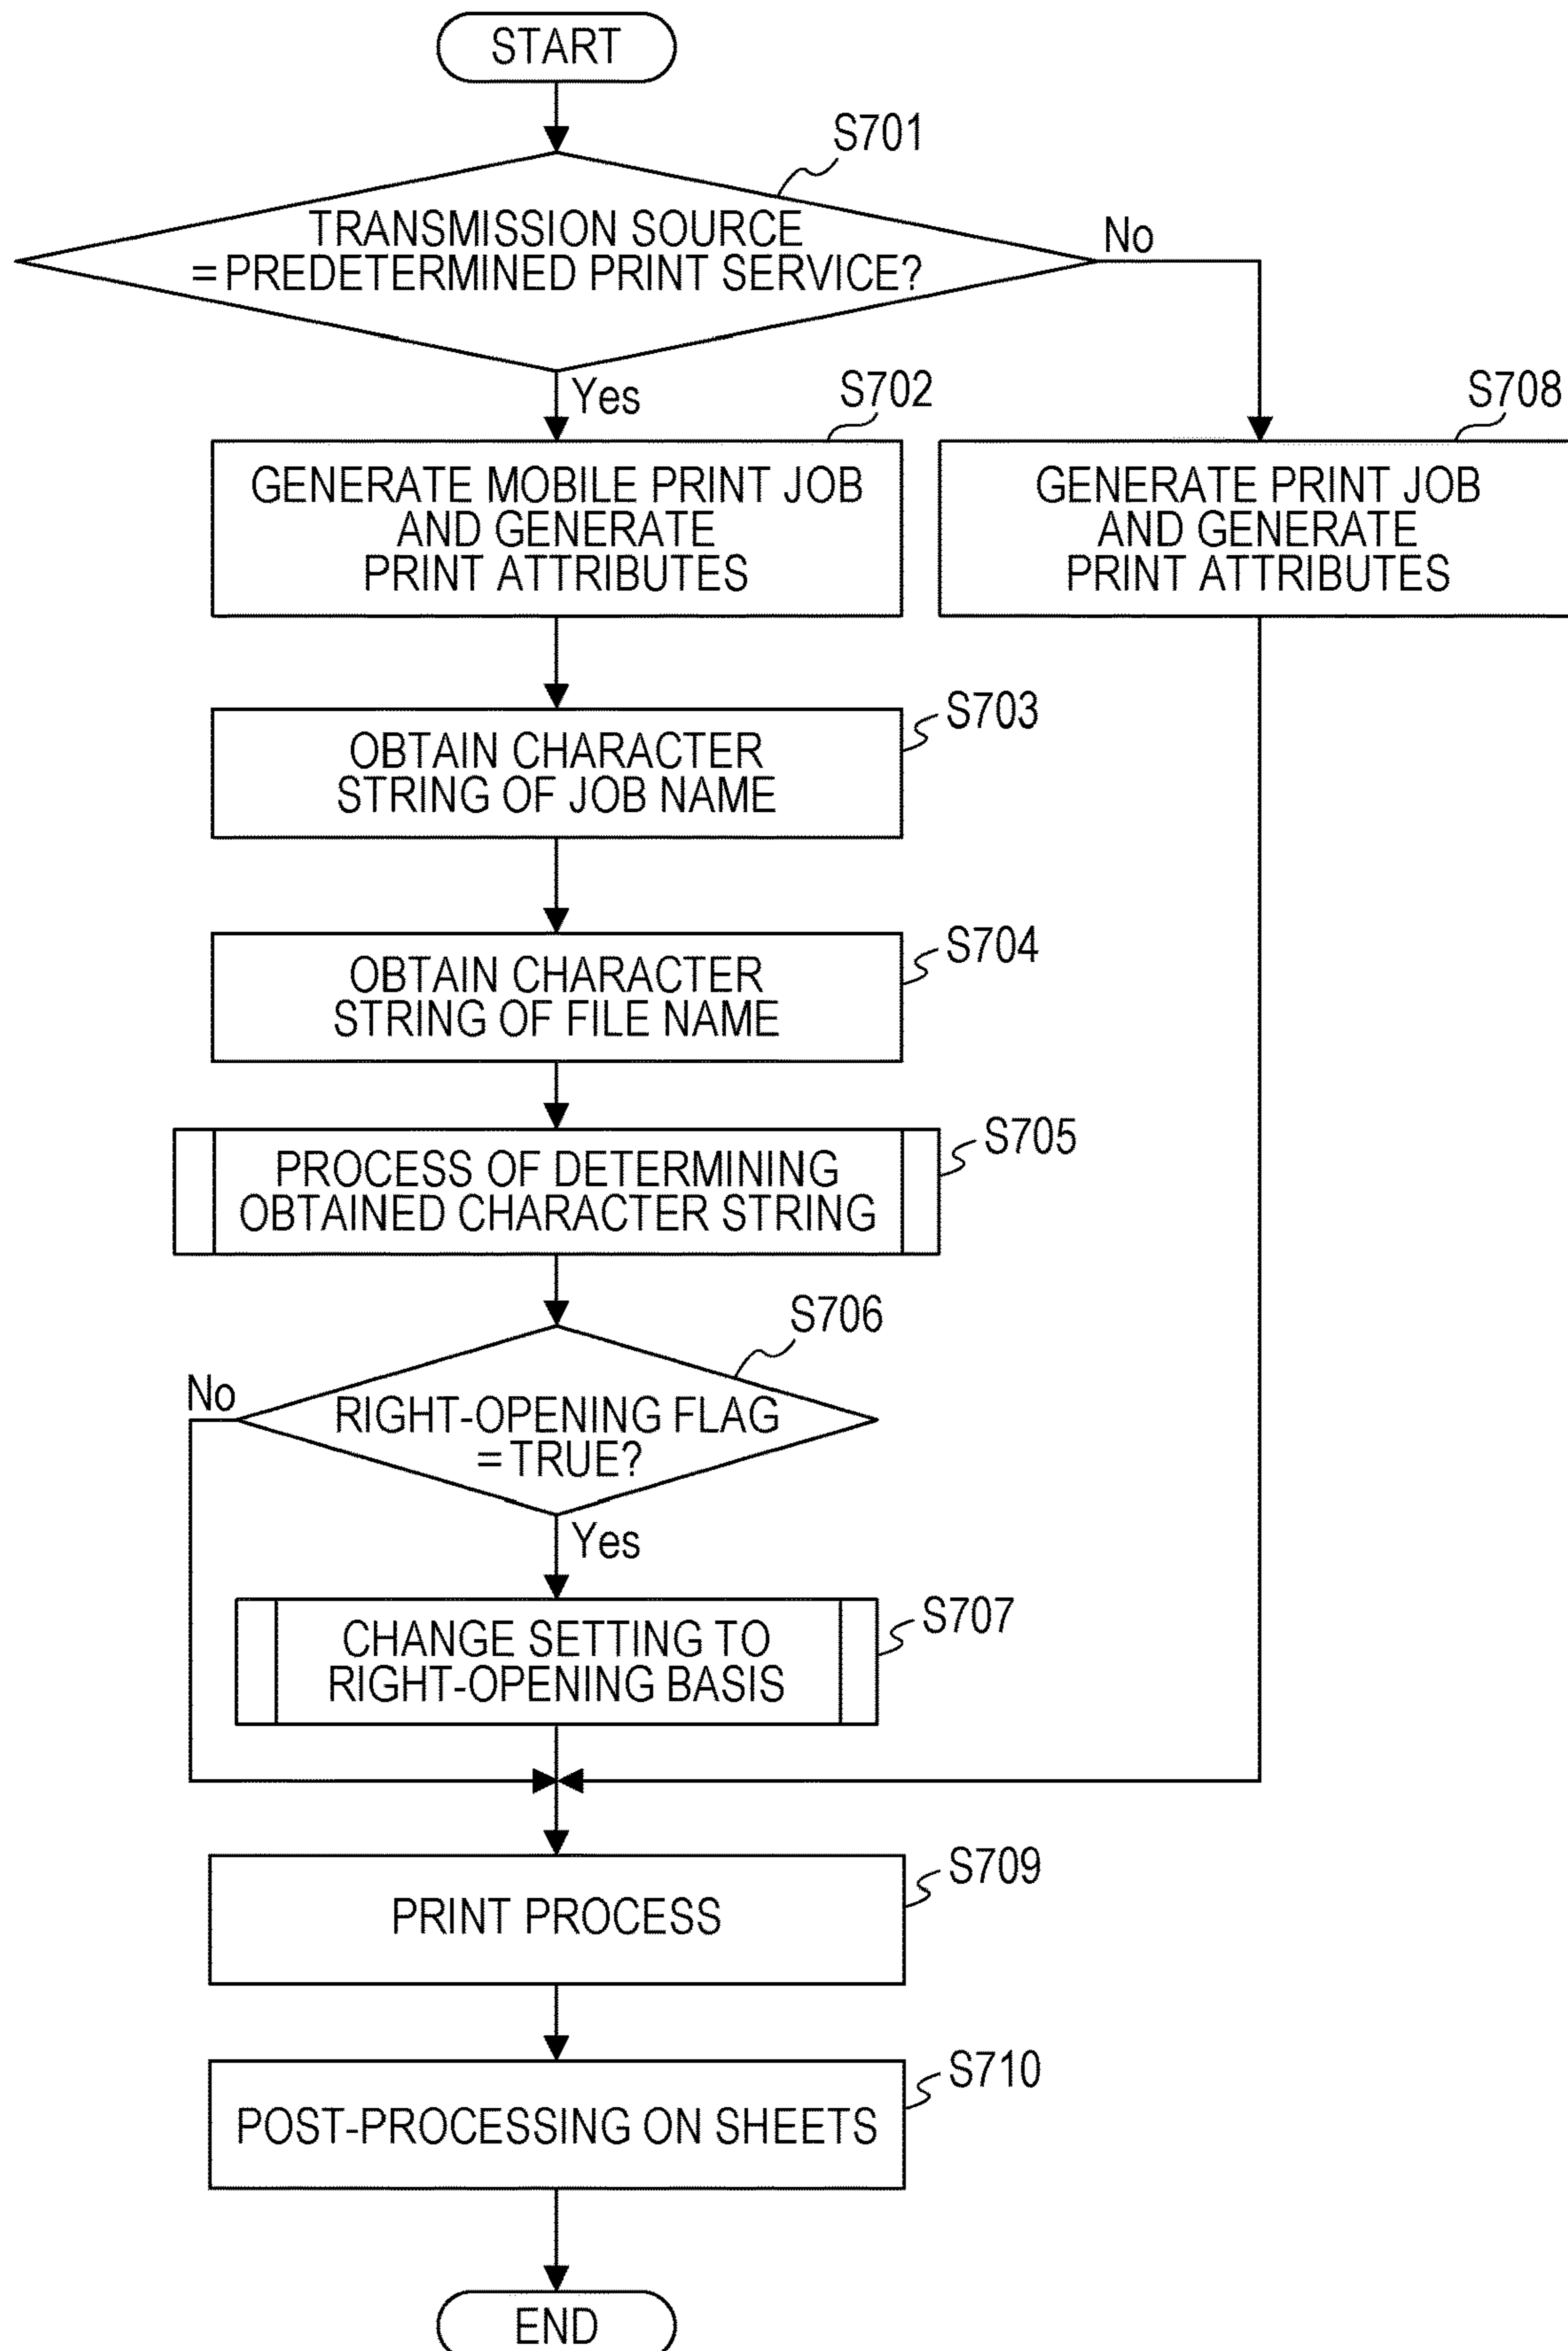 START
S701
TRANSMISSION SOURCE
= PREDETERMINED PRINT SERVICE?
No
Yes
S702
GENERATE MOBILE PRINT JOB
AND GENERATE
PRINT ATTRIBUTES
S708
GENERATE PRINT JOB
AND GENERATE
PRINT ATTRIBUTES
S703
OBTAIN CHARACTER
STRING OF JOB NAME
S704
OBTAIN CHARACTER
STRING OF FILE NAME
S705
PROCESS OF DETERMINING
OBTAINED CHARACTER STRING
S706
No
RIGHT-OPENING FLAG
= TRUE?
Yes
S707
CHANGE SETTING TO
RIGHT-OPENING BASIS
S709
PRINT PROCESS
S710
POST-PROCESSING ON SHEETS
END